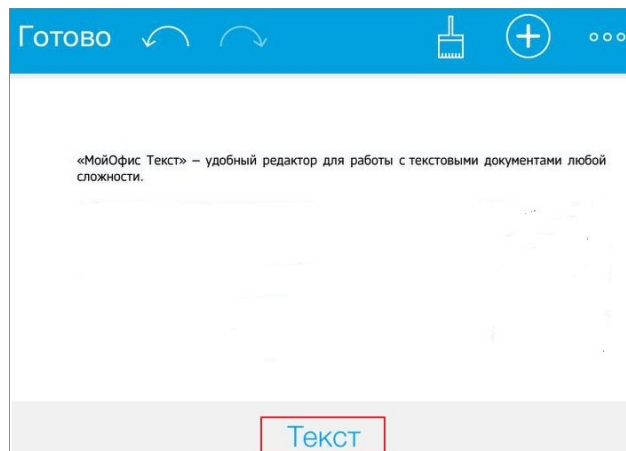 Готово
«МойОфис Текст» – удобный редактор для работы с текстовыми документами любой
сложности.
Текст